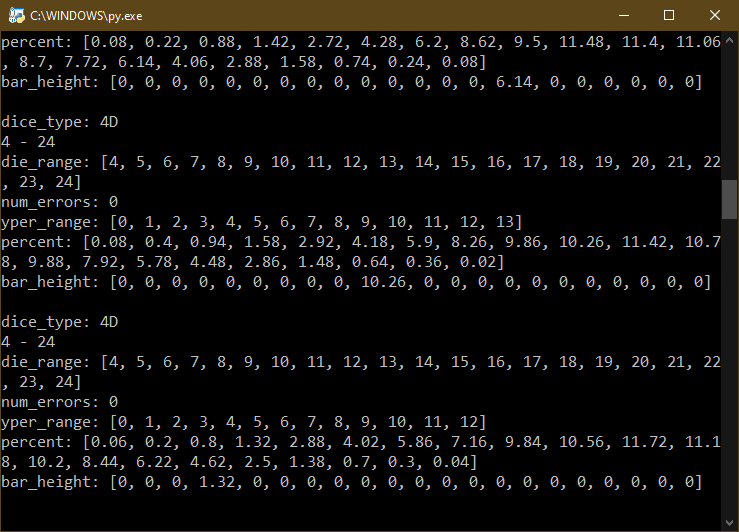 C:\WINDOWS\py.exe
percent: [0.08, 0.22, 0.88, 1.42, 2.72, 4.28, 6.2, 8.62, 9.5, 11.48, 11.4, 11.06
, 8.7, 7.72, 6.14, 4.06, 2.88, 1.58, 0.74, 0.24, 0.08]
bar_height: [0, 0, 0, 0, 0, 0, 0, 0, 0, 0, 0, 0, 0, 0, 6.14, 0, 0, 0, 0, 0, 0]
dice_type: 4D
4 - 24
die_range: [4, 5, 6, 7, 8, 9, 10, 11, 12, 13, 14, 15, 16, 17, 18, 19, 20, 21, 22
, 23, 24]
num_errors: 0
yper_range: [0, 1, 2, 3, 4, 5, 6, 7, 8, 9, 10, 11, 12, 13]
percent: [0.08, 0.4, 0.94, 1.58, 2.92, 4.18, 5.9, 8.26, 9.86, 10.26, 11.42, 10.7
8, 9.88, 7.92, 5.78, 4.48, 2.86, 1.48, 0.64, 0.36, 0.02]
bar_height: [0, 0, 0, 0, 0, 0, 0, 0, 0, 10.26, 0, 0, 0, 0, 0, 0, 0, 0, 0, 0, 0]
dice_type: 4D
4 - 24
die_range: [4, 5, 6, 7, 8, 9, 10, 11, 12, 13, 14, 15, 16, 17, 18, 19, 20, 21, 22
, 23, 24]
num_errors: 0
yper_range: [0, 1, 2, 3, 4, 5, 6, 7, 8, 9, 10, 11, 12]
percent: [0.06, 0.2, 0.8, 1.32, 2.88, 4.02, 5.86, 7.16, 9.84, 10.56, 11.72, 11.1
8, 10.2, 8.44, 6.22, 4.62, 2.5, 1.38, 0.7, 0.3, 0.04]
bar_height: [0, 0, 0, 1.32, 0, 0, 0, 0, 0, 0, 0, 0, 0, 0, 0, 0, 0, 0, 0, 0, 0]